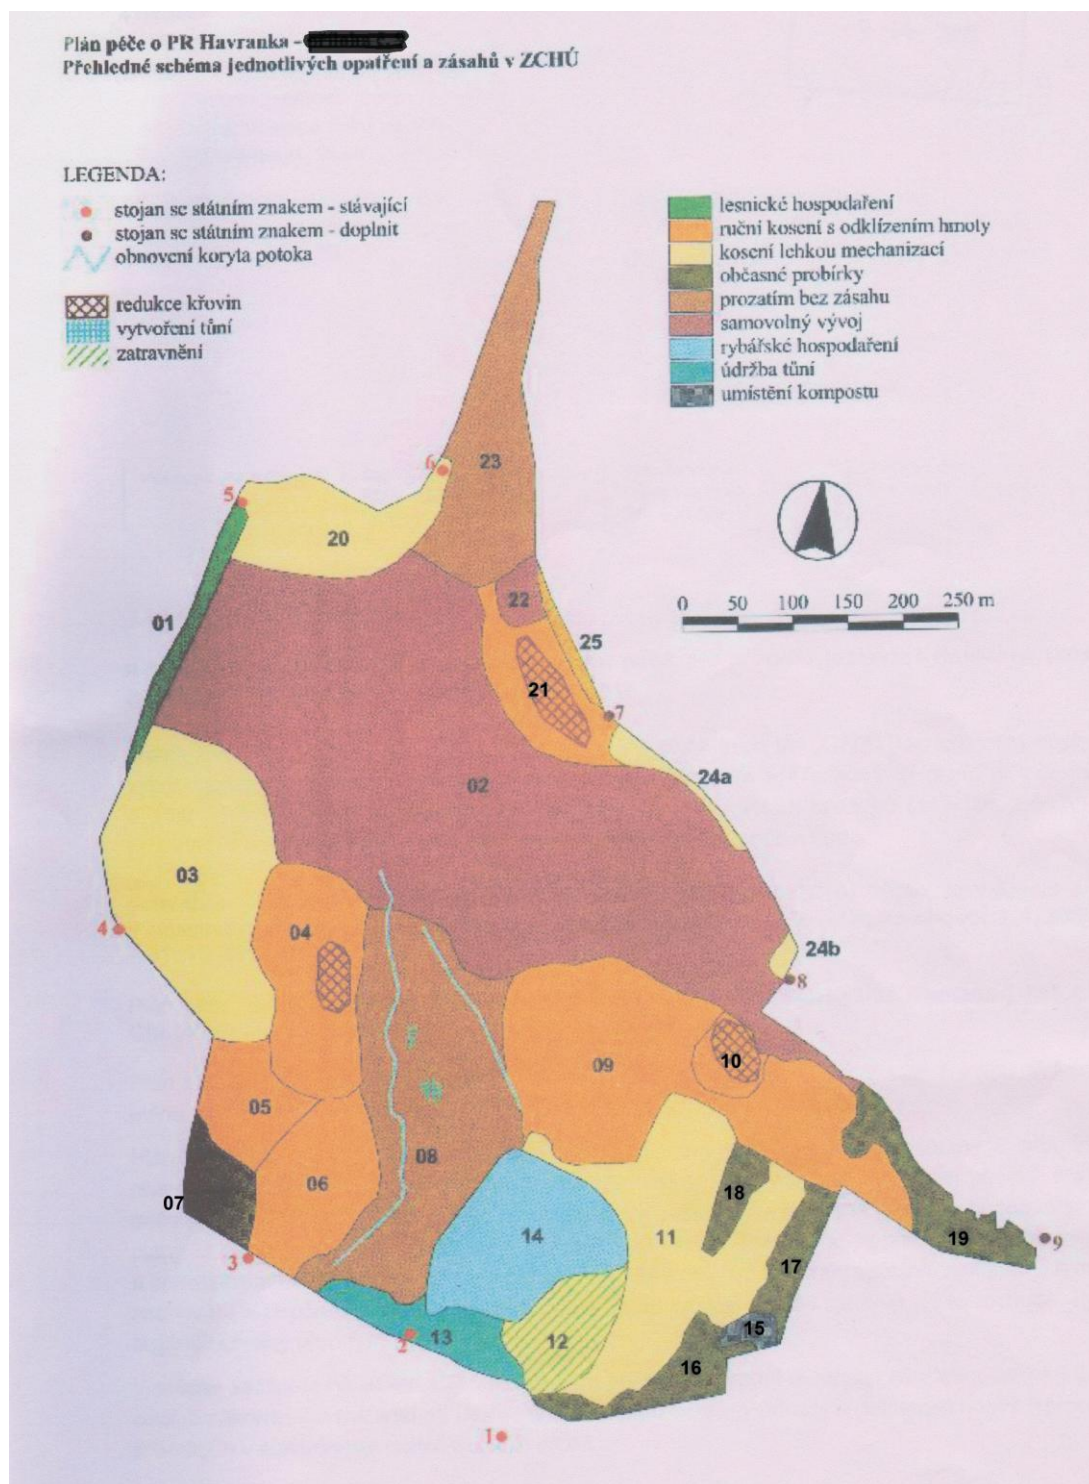 Plán péče o PR Havranka -
Přehledné schéma jednotlivých opatření a zásahů v ZCHÚ
LEGENDA:
stojan se státním znakem - stávající
stojan se státním znakem - doplnit
obnovení koryta potoka
redukce křovin
vytvoření tůní
zatravnění
lesnické hospodaření
ruční kosení s odklízením hmoty
kosení lehkou mechanizací
občasné probírky
prozatím bez zásahu
samovolný vývoj
rybářské hospodaření
údržba tůní
umístění kompostu
6
23
5
20
22
0 50 100 150 200 250 m
01
25
21
7
24a
02
03
4
04
24b
8
10
09
05
08
06
18
07
14
11
9
19
3
17
15
13
12
2
16
1